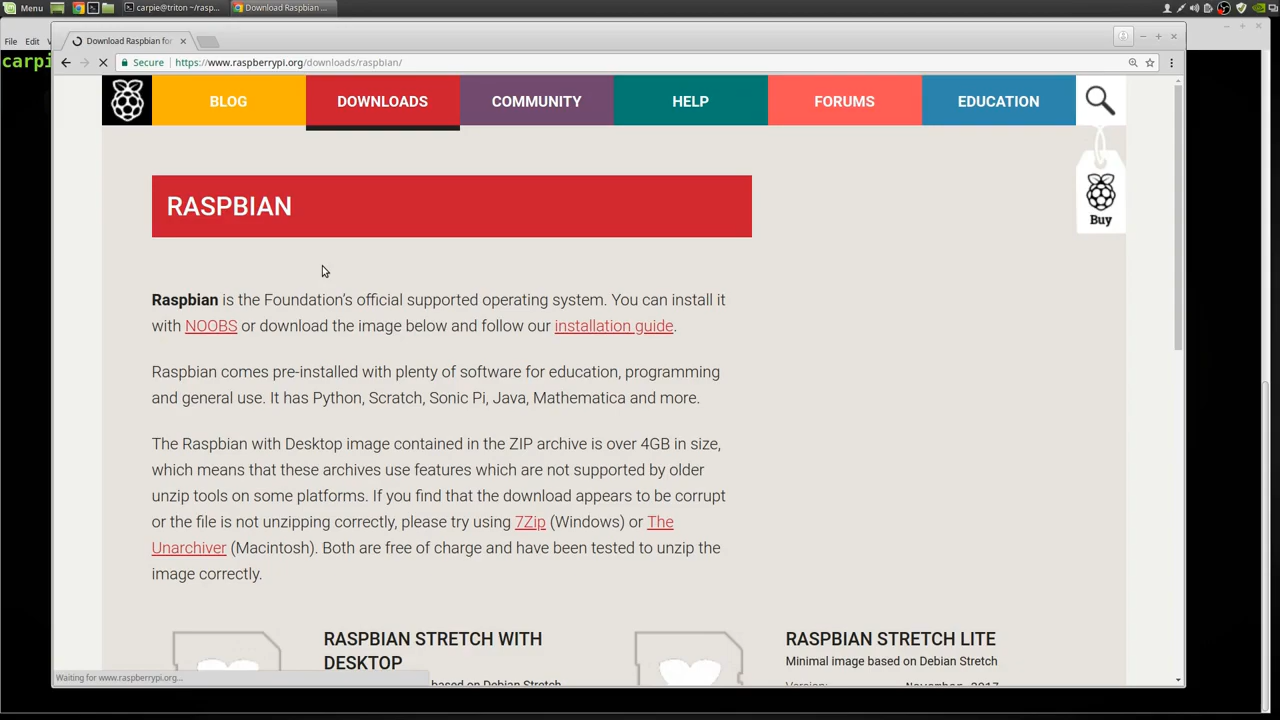 Menu
carpie@triton ~/rasp...
Download Raspbian ...
File Edit
carpi
Download Raspbian for
Secure https://www.raspberrypi.org/downloads/raspbian/
BLOG DOWNLOADS COMMUNITY HELP FORUMS EDUCATION
Buy
RASPBIAN
Raspbian is the Foundation’s official supported operating system. You can install it
with NOOBS or download the image below and follow our installation guide.
Raspbian comes pre-installed with plenty of software for education, programming
and general use. It has Python, Scratch, Sonic Pi, Java, Mathematica and more.
The Raspbian with Desktop image contained in the ZIP archive is over 4GB in size,
which means that these archives use features which are not supported by older
unzip tools on some platforms. If you find that the download appears to be corrupt
or the file is not unzipping correctly, please try using 7Zip (Windows) or The
Unarchiver (Macintosh). Both are free of charge and have been tested to unzip the
image correctly.
RASPBIAN STRETCH WITH
DESKTOP
based on Debian Stretch
RASPBIAN STRETCH LITE
Minimal image based on Debian Stretch
Version: November 2017
Waiting for www.raspberrypi.org...